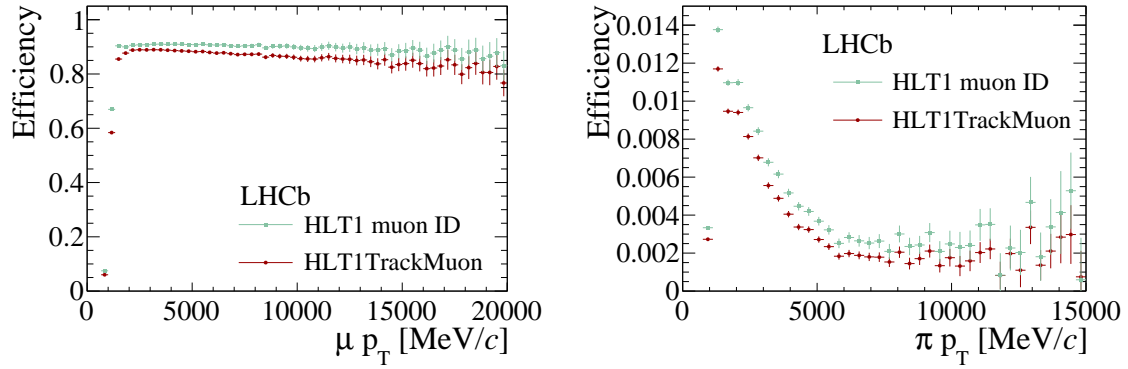 Efficiency
1
0.8
0.6
0.4
0.2
0
LHCb
HLT1 muon ID
HLT1TrackMuon
0 5000 10000 15000 20000
μ p_T [MeV/c]
Efficiency
0.014
0.012
0.01
0.008
0.006
0.004
0.002
0
LHCb
HLT1 muon ID
HLT1TrackMuon
0 5000 10000 15000
π p_T [MeV/c]